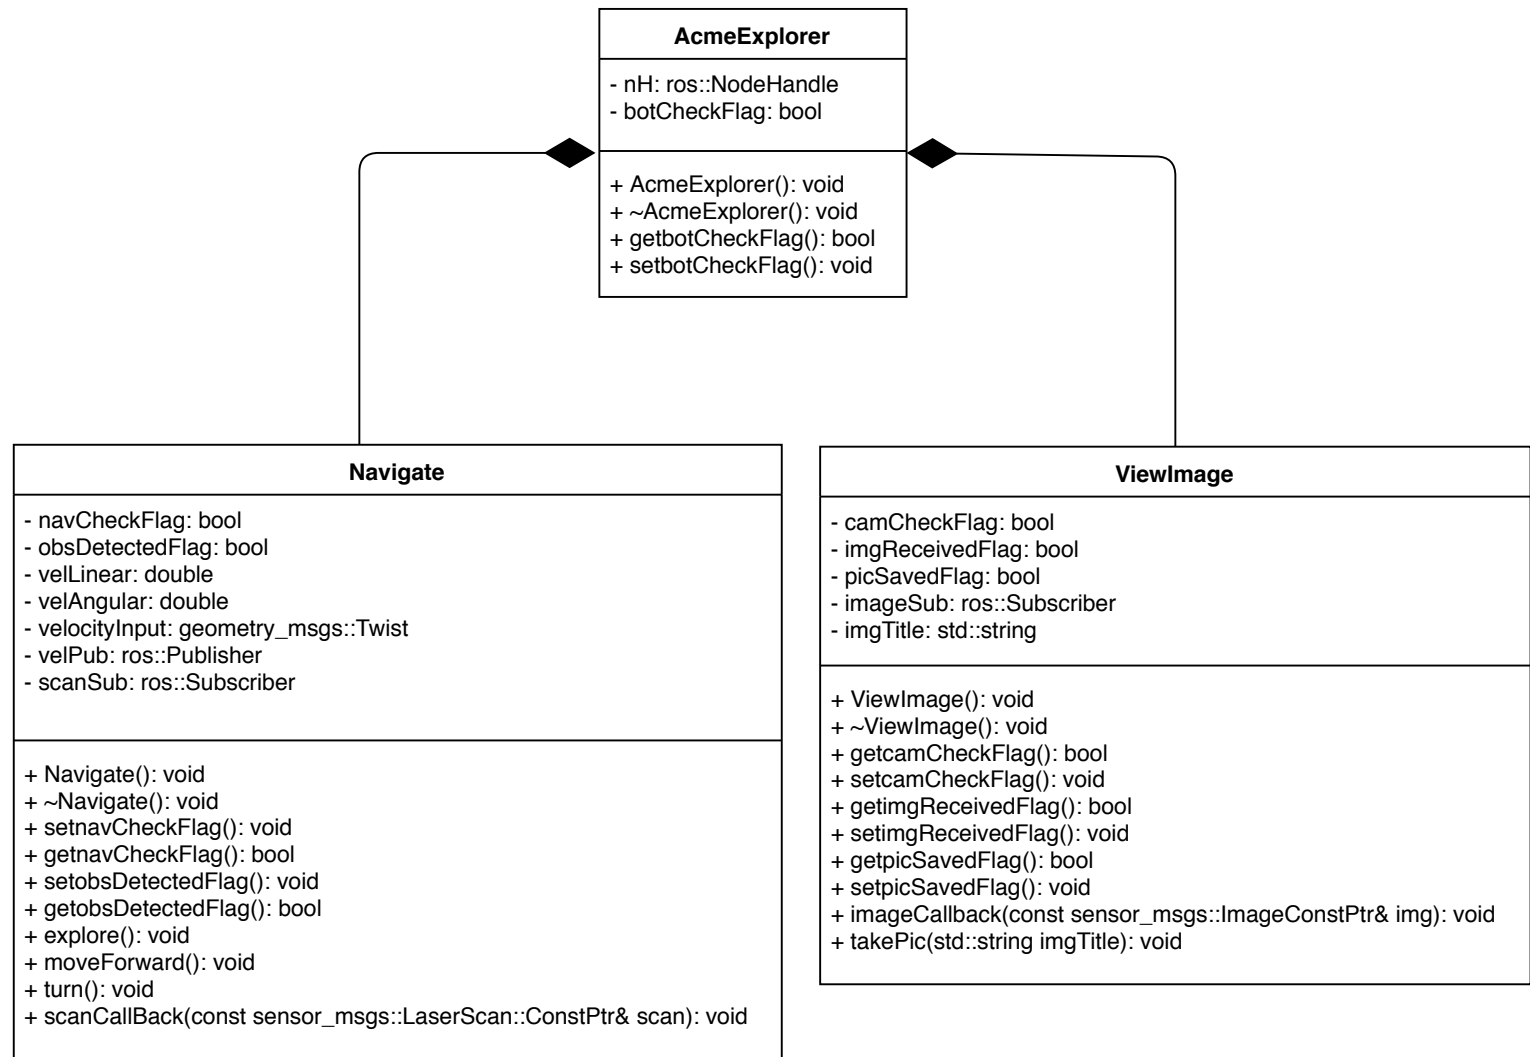 AcmeExplorer
- nH: ros::NodeHandle
- botCheckFlag: bool
+ AcmeExplorer(): void
+ ~AcmeExplorer(): void
+ getbotCheckFlag(): bool
+ setbotCheckFlag(): void
Navigate
- navCheckFlag: bool
- obsDetectedFlag: bool
- velLinear: double
- velAngular: double
- velocityInput: geometry_msgs::Twist
- velPub: ros::Publisher
- scanSub: ros::Subscriber
+ Navigate(): void
+ ~Navigate(): void
+ setnavCheckFlag(): void
+ getnavCheckFlag(): bool
+ setobsDetectedFlag(): void
+ getobsDetectedFlag(): bool
+ explore(): void
+ moveForward(): void
+ turn(): void
+ scanCallBack(const sensor_msgs::LaserScan::ConstPtr& scan): void
ViewImage
- camCheckFlag: bool
- imgReceivedFlag: bool
- picSavedFlag: bool
- imageSub: ros::Subscriber
- imgTitle: std::string
+ ViewImage(): void
+ ~ViewImage(): void
+ getcamCheckFlag(): bool
+ setcamCheckFlag(): void
+ getimgReceivedFlag(): bool
+ setimgReceivedFlag(): void
+ getpicSavedFlag(): bool
+ setpicSavedFlag(): void
+ imageCallback(const sensor_msgs::ImageConstPtr& img): void
+ takePic(std::string imgTitle): void